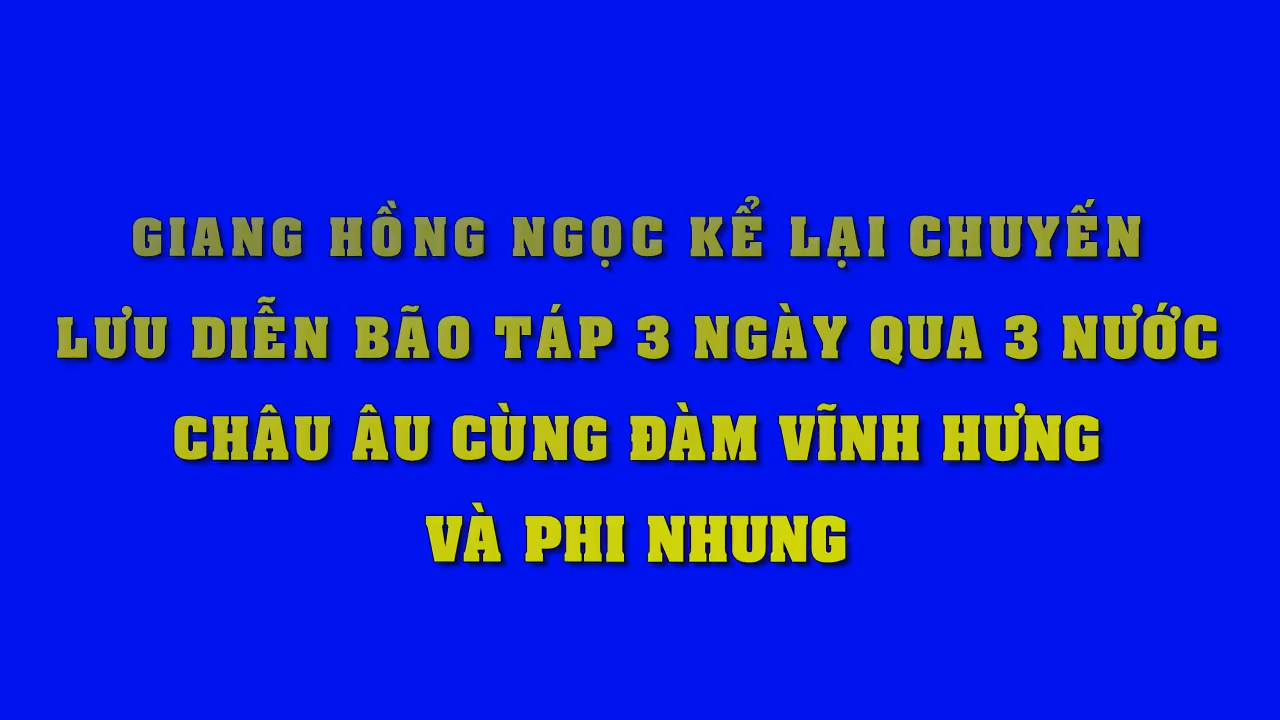 GIANG HỒNG NGỌC KỂ LẠI CHUYẾN
LƯU DIỄN BÃO TÁP 3 NGÀY QUA 3 NƯỚC
CHÂU ÂU CÙNG ĐÀM VĨNH HƯNG
VÀ PHI NHUNG